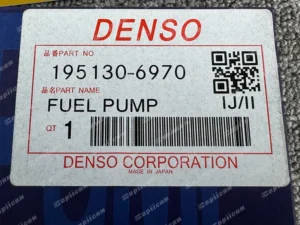 DENSO
品番PART NO
195130-6970
品名PART NAME
FUEL PUMP
IJ/II
QT 1
DENSO CORPORATION
MADE IN JAPAN